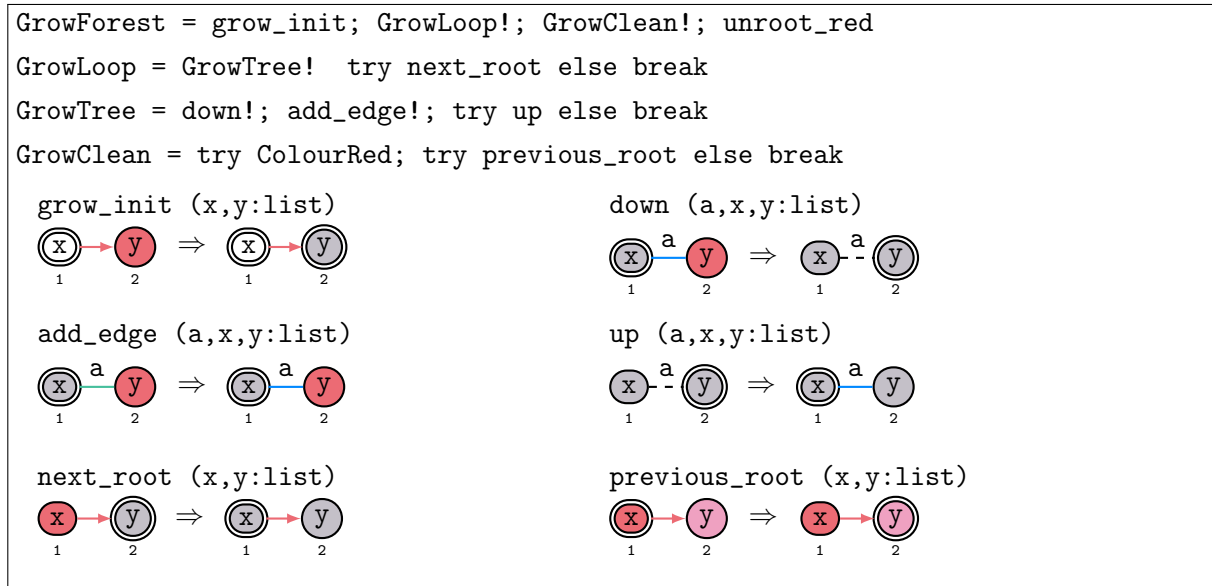 GrowForest = grow_init; GrowLoop!; GrowClean!; unroot_red
GrowLoop = GrowTree! try next_root else break
GrowTree = down!; add_edge!; try up else break
GrowClean = try ColourRed; try previous_root else break
grow_init (x,y:list)
x y ⇒ x y
1 2 1 2
down (a,x,y:list)
x a y ⇒ x a y
1 2 1 2
add_edge (a,x,y:list)
x a y ⇒ x a y
1 2 1 2
up (a,x,y:list)
x a y ⇒ x a y
1 2 1 2
next_root (x,y:list)
x y ⇒ x y
1 2 1 2
previous_root (x,y:list)
x y ⇒ x y
1 2 1 2